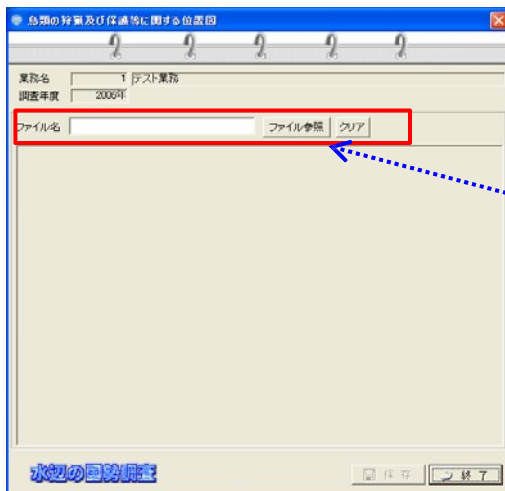 鳥類の狩猟及び保護等に関する位置図
業務名 1 テスト業務
調査年度 2006年
ファイル名 ファイル参照 クリア
水辺の国勢調査
保存 終了